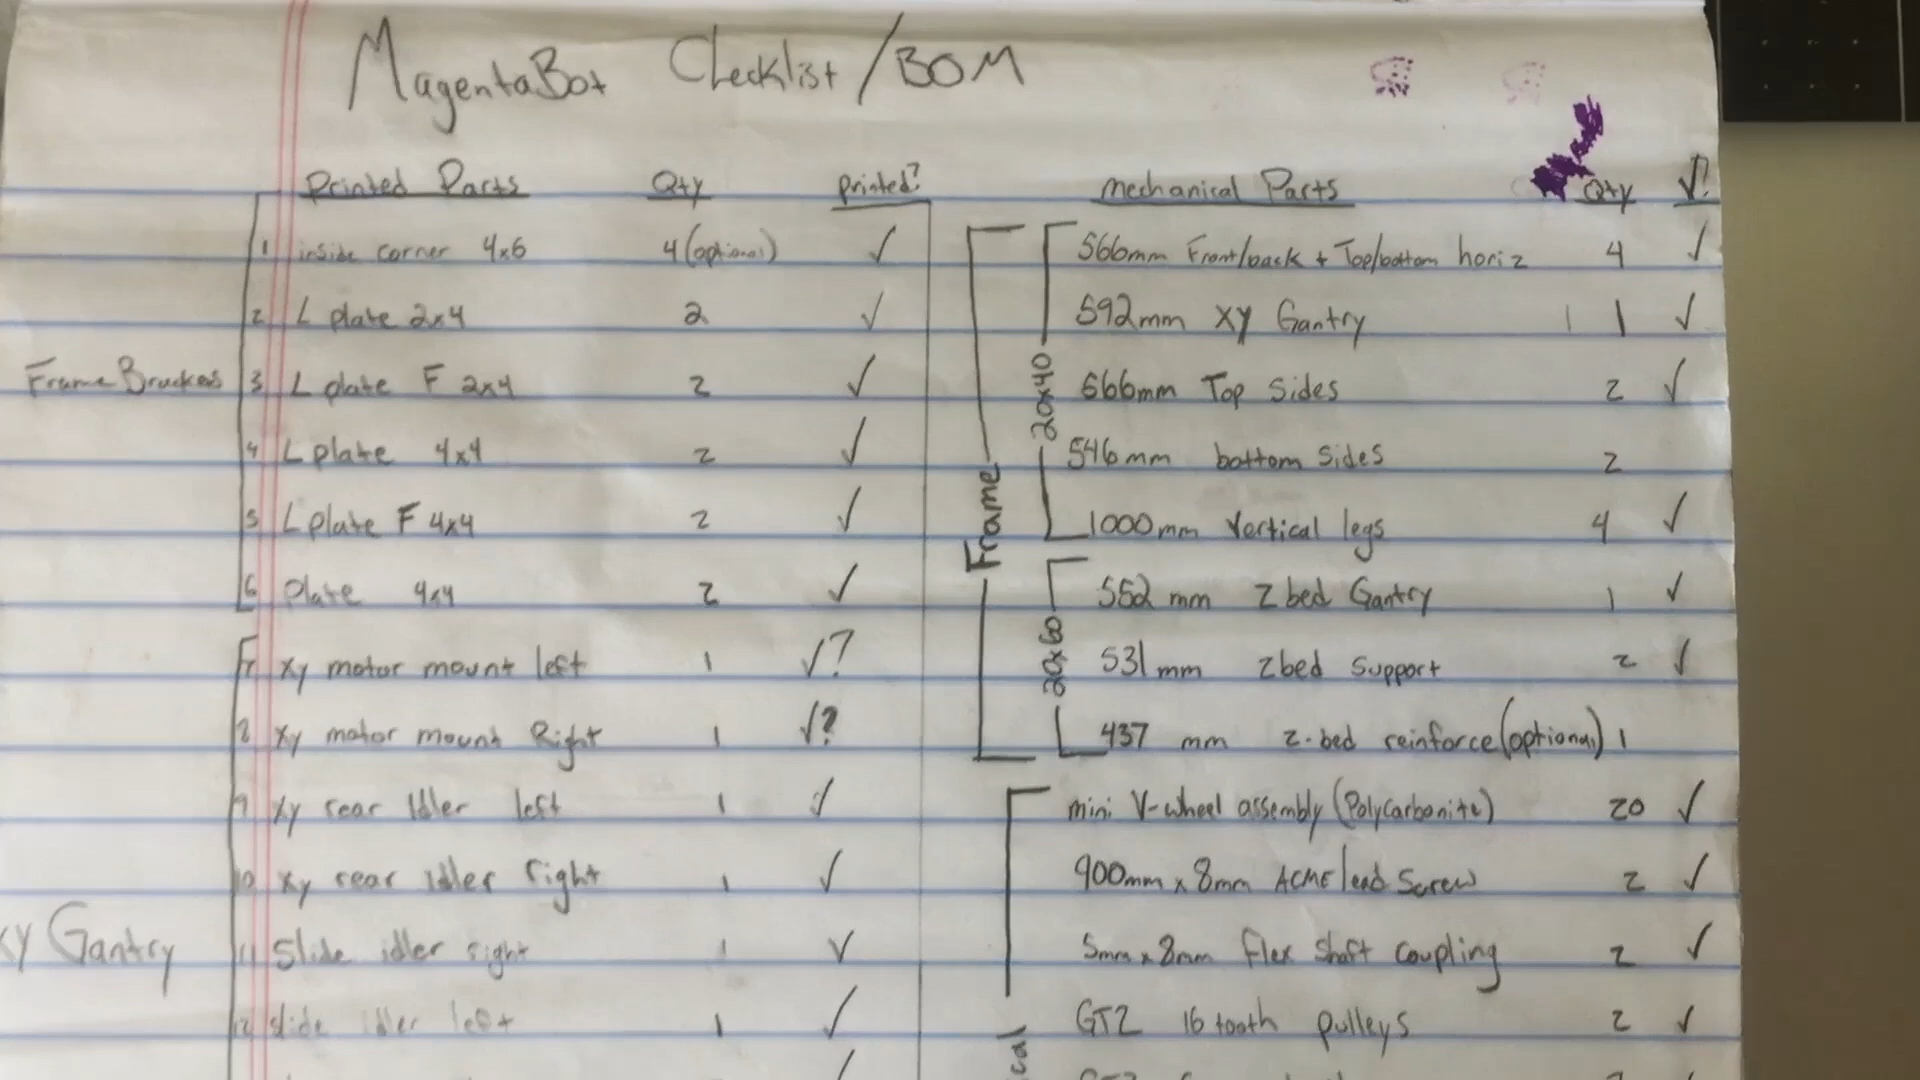 MagentaBot Checklist/BOM
Printed Parts Qty printed?
1 inside corner 4x6 4(optional) ✓
2 L plate 2x4 2 ✓
3 L plate F 2x4 2 ✓
4 L plate 4x4 2 ✓
5 L plate F 4x4 2 ✓
6 Plate 4x4 2 ✓
7 xy motor mount left 1 ✓?
8 xy motor mount Right 1 ✓?
9 xy rear Idler left 1 ✓
10 xy rear Idler right 1 ✓
11 Slide idler right 1 ✓
12 slide idler left 1 ✓
Frame
XY Gantry
mechanical Parts Qty ✓?
Frame
20x40
566mm Front/back + Top/bottom horiz 4 ✓
592mm XY Gantry 1 ✓
566mm Top Sides 2 ✓
546mm bottom sides 2
1000mm Vertical legs 4 ✓
20x60
552 mm Z bed Gantry 1 ✓
531mm Zbed Support 2 ✓
437 mm z-bed reinforce(optional) 1
mini V-wheel assembly (Polycarbonite) 20 ✓
900mm x 8mm ACME lead Screw 2 ✓
5mm x 8mm flex shaft coupling 2 ✓
GT2 16 tooth pulleys 2 ✓